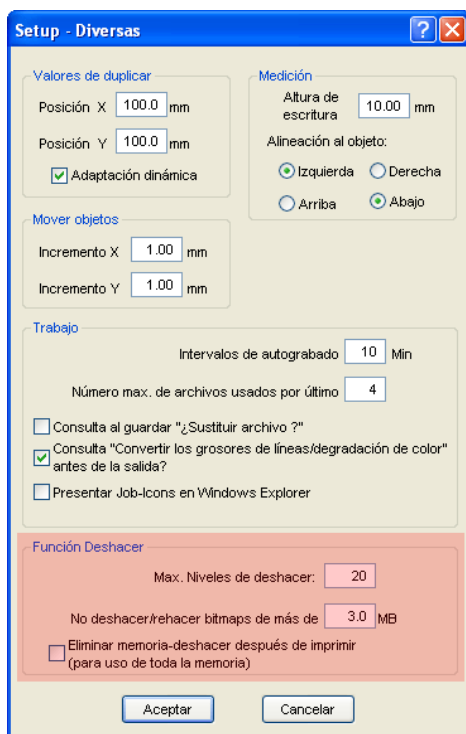 Setup - Diversas
Valores de duplicar
Posición X 100.0 mm
Posición Y 100.0 mm
Adaptación dinámica
Medición
Altura de
escritura 10.00 mm
Alineación al objeto:
Izquierda Derecha
Arriba Abajo
Mover objetos
Incremento X 1.00 mm
Incremento Y 1.00 mm
Trabajo
Intervalos de autograbado 10 Min
Número max. de archivos usados por último 4
Consulta al guardar "¿Sustituir archivo ?"
Consulta "Convertir los grosores de líneas/degradación de color"
antes de la salida?
Presentar Job-Icons en Windows Explorer
Función Deshacer
Max. Niveles de deshacer: 20
No deshacer/rehacer bitmaps de más de 3.0 MB
Eliminar memoria-deshacer después de imprimir
(para uso de toda la memoria)
Aceptar Cancelar